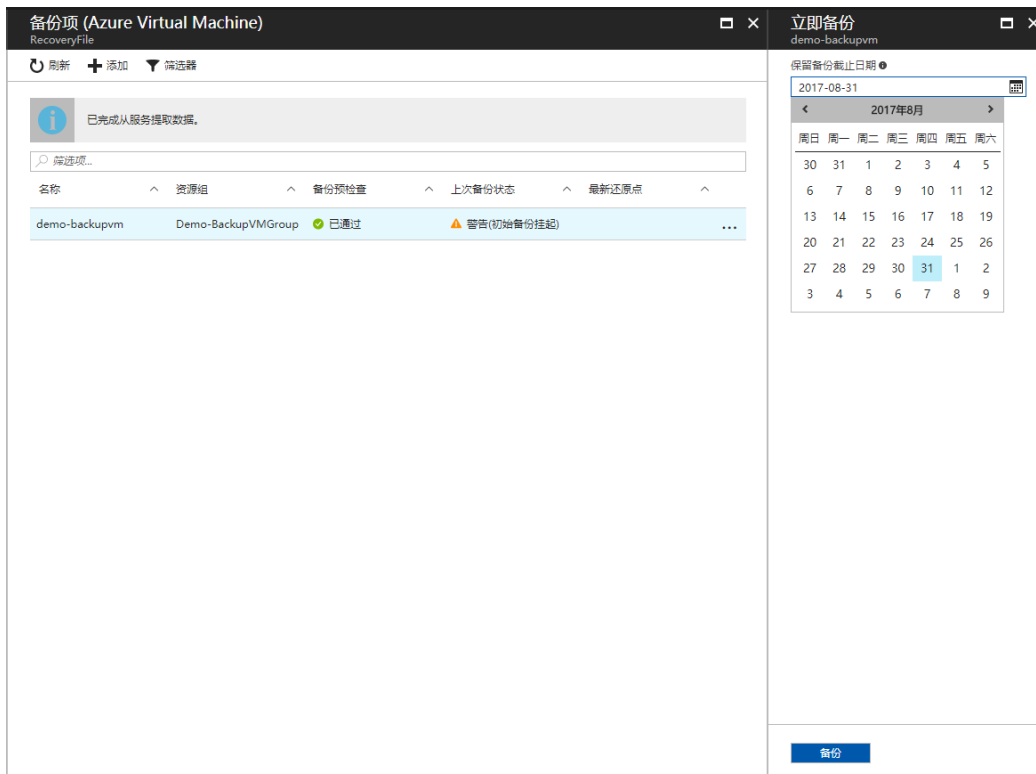 备份项 (Azure Virtual Machine)
RecoveryFile
刷新 添加 筛选器
已完成从服务提取数据。
筛选项...
名称 资源组 备份预检查 上次备份状态 最新还原点
demo-backupvm Demo-BackupVMGroup 已通过 警告(初始备份挂起) ...
立即备份
demo-backupvm
保留备份截止日期
2017-08-31
2017年8月
周日 周一 周二 周三 周四 周五 周六
30 31 1 2 3 4 5
6 7 8 9 10 11 12
13 14 15 16 17 18 19
20 21 22 23 24 25 26
27 28 29 30 31 1 2
3 4 5 6 7 8 9
备份